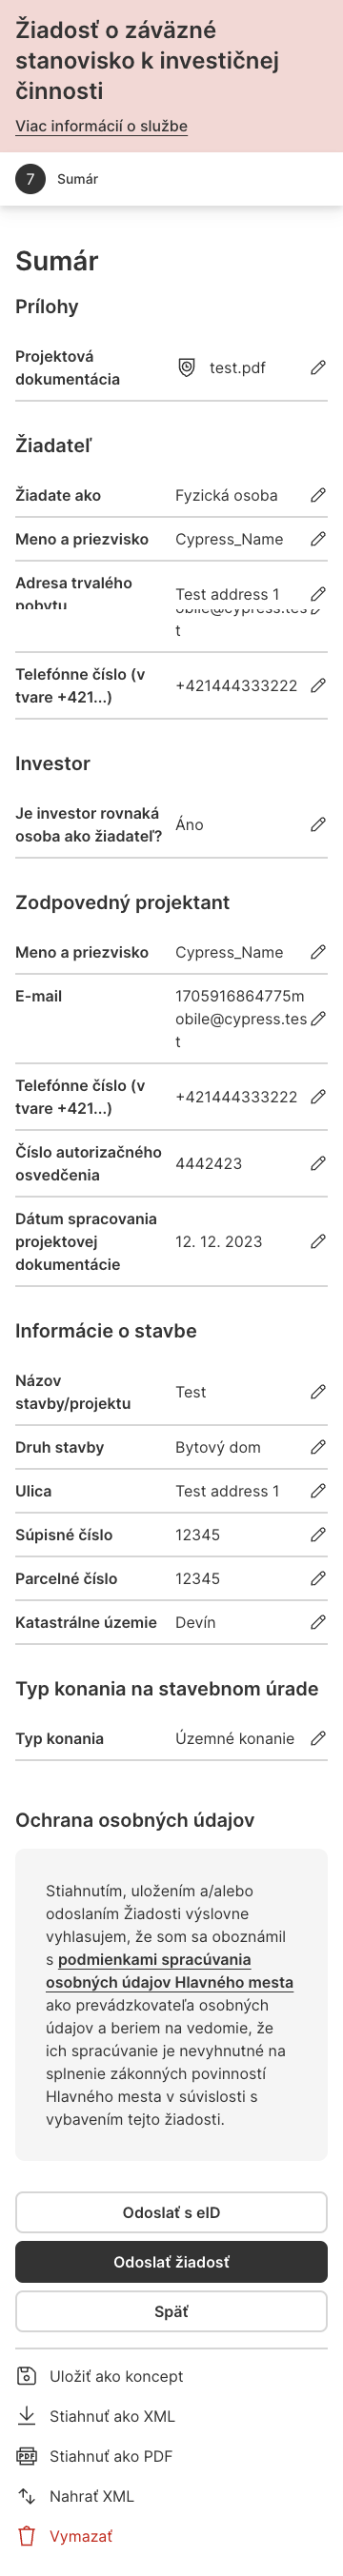 Žiadosť o záväzné
stanovisko k investičnej
činnosti
Viac informácií o službe
7 Sumár
Sumár
Prílohy
Projektová
dokumentácia
test.pdf
Žiadateľ
Žiadate ako Fyzická osoba
Meno a priezvisko Cypress_Name
Adresa trvalého
pobytu
Test address 1
obile@cypress.tes
t
Telefónne číslo (v
tvare +421...)
+421444333222
Investor
Je investor rovnaká
osoba ako žiadateľ?
Áno
Zodpovedný projektant
Meno a priezvisko Cypress_Name
E-mail 1705916864775m
obile@cypress.tes
t
Telefónne číslo (v
tvare +421...)
+421444333222
Číslo autorizačného
osvedčenia
4442423
Dátum spracovania
projektovej
dokumentácie
12. 12. 2023
Informácie o stavbe
Názov
stavby/projektu
Test
Druh stavby Bytový dom
Ulica Test address 1
Súpisné číslo 12345
Parcelné číslo 12345
Katastrálne územie Devín
Typ konania na stavebnom úrade
Typ konania Územné konanie
Ochrana osobných údajov
Stiahnutím, uložením a/alebo
odoslaním Žiadosti výslovne
vyhlasujem, že som sa oboznámil
s podmienkami spracúvania
osobných údajov Hlavného mesta
ako prevádzkovateľa osobných
údajov a beriem na vedomie, že
ich spracúvanie je nevyhnutné na
splnenie zákonných povinností
Hlavného mesta v súvislosti s
vybavením tejto žiadosti.
Odoslať s eID
Odoslať žiadosť
Späť
Uložiť ako koncept
Stiahnuť ako XML
PDF Stiahnuť ako PDF
Nahrať XML
Vymazať